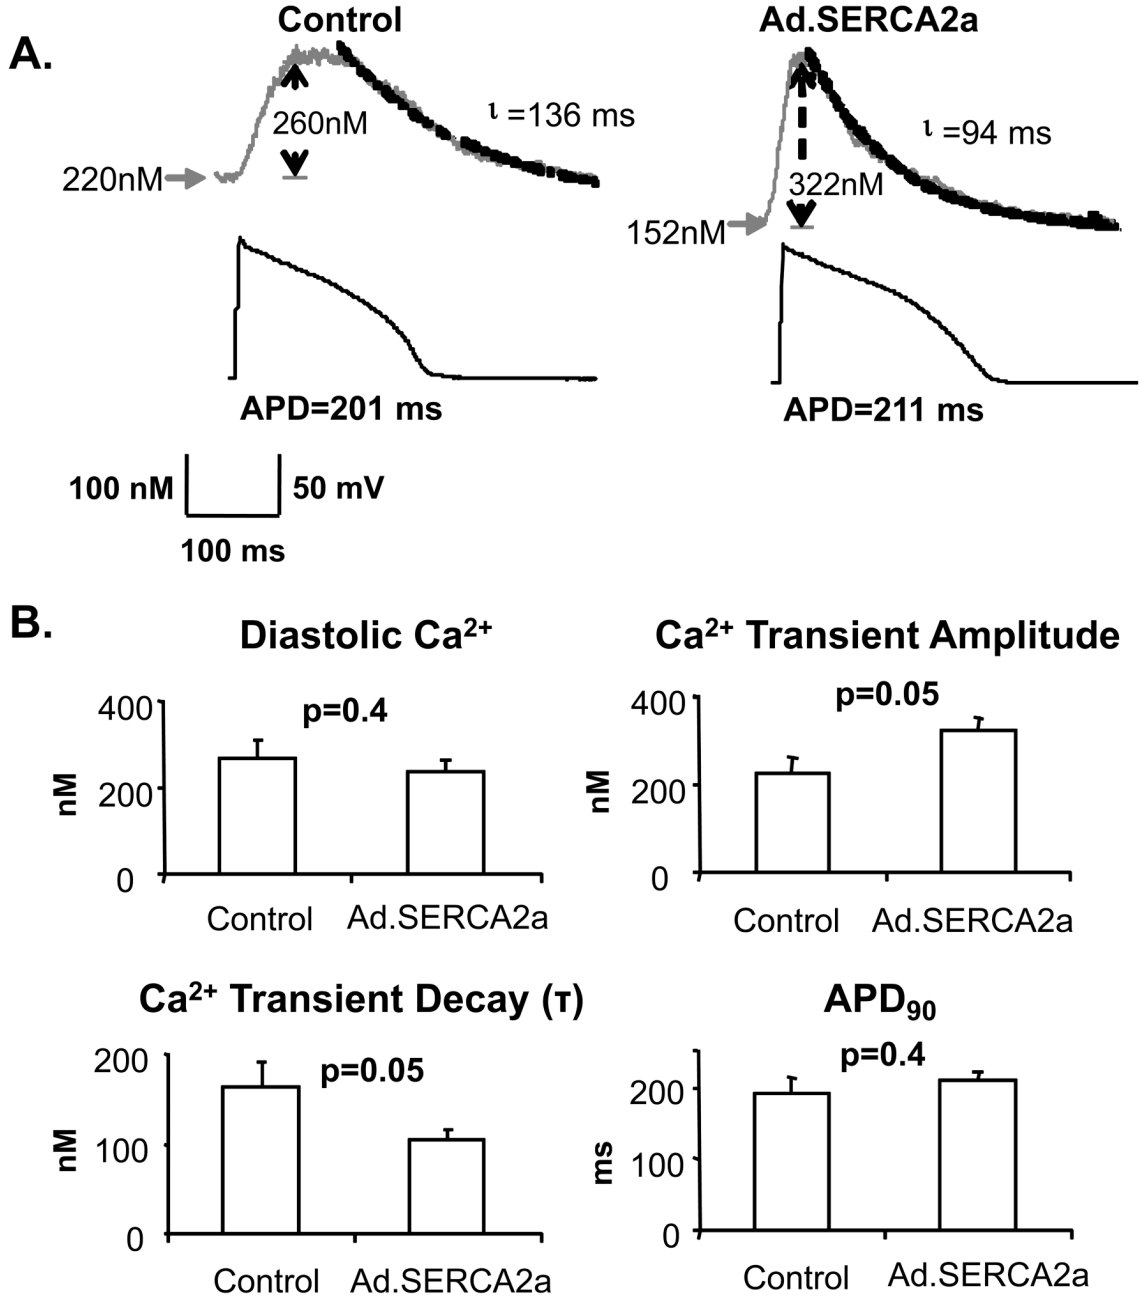 A.
Control
Ad.SERCA2a
260nM
ι =136 ms
220nM
ι =94 ms
322nM
152nM
APD=201 ms
APD=211 ms
100 nM
50 mV
100 ms
B.
Diastolic Ca²⁺
400
p=0.4
nM
200
0
Control
Ad.SERCA2a
Ca²⁺ Transient Amplitude
p=0.05
400
nM
200
0
Control
Ad.SERCA2a
Ca²⁺ Transient Decay (τ)
200
p=0.05
nM
100
0
Control
Ad.SERCA2a
APD₉₀
p=0.4
200
ms
100
0
Control
Ad.SERCA2a